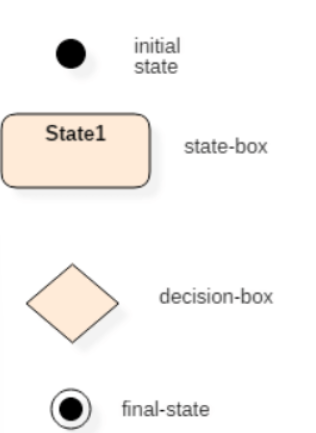 initial
state
State1
state-box
decision-box
final-state